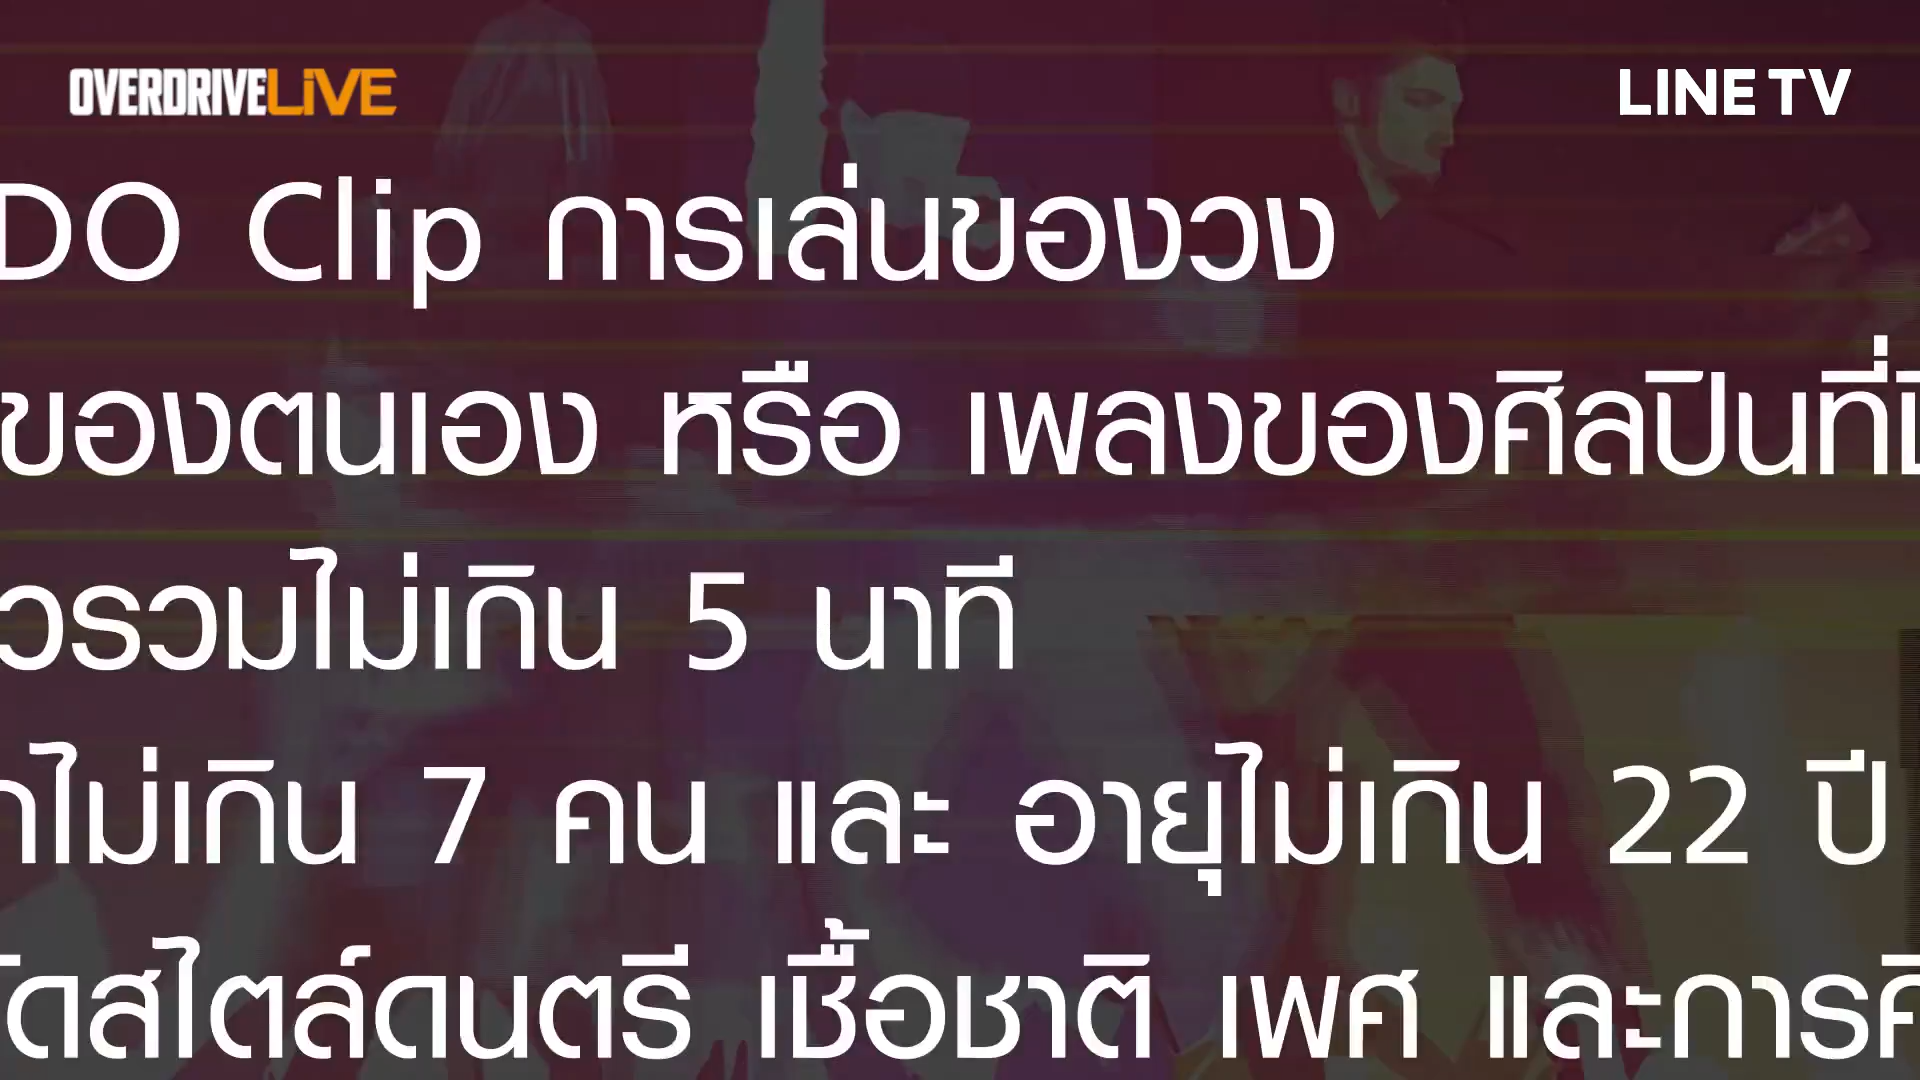 OVERDRIVE LIVE
LINE TV
DO Clip การเล่นของวง
ของตนเอง หรือ เพลงของศิลปินที่
วรวมไม่เกิน 5 นาที
ไม่เกิน 7 คน และ อายุไม่เกิน 22 ปี
ัดสไตล์ดนตรี เชื้อชาติ เพศ และการศึ